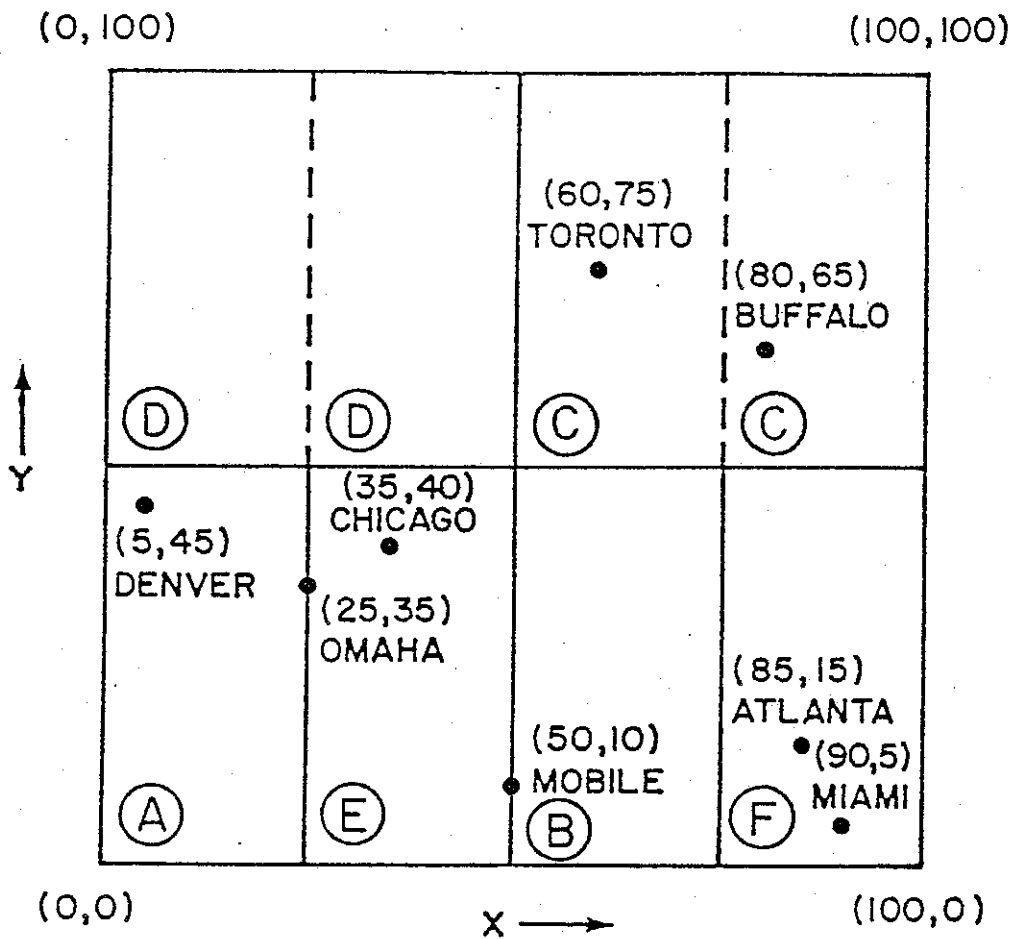 (0,100)
(100,100)
(60,75)
TORONTO
(80,65)
BUFFALO
D
D
C
C
Y
(35,40)
CHICAGO
(5,45)
DENVER
(25,35)
OMAHA
(85,15)
ATLANTA
(50,10)
MOBILE
(90,5)
MIAMI
A
E
B
F
(0,0)
X
(100,0)